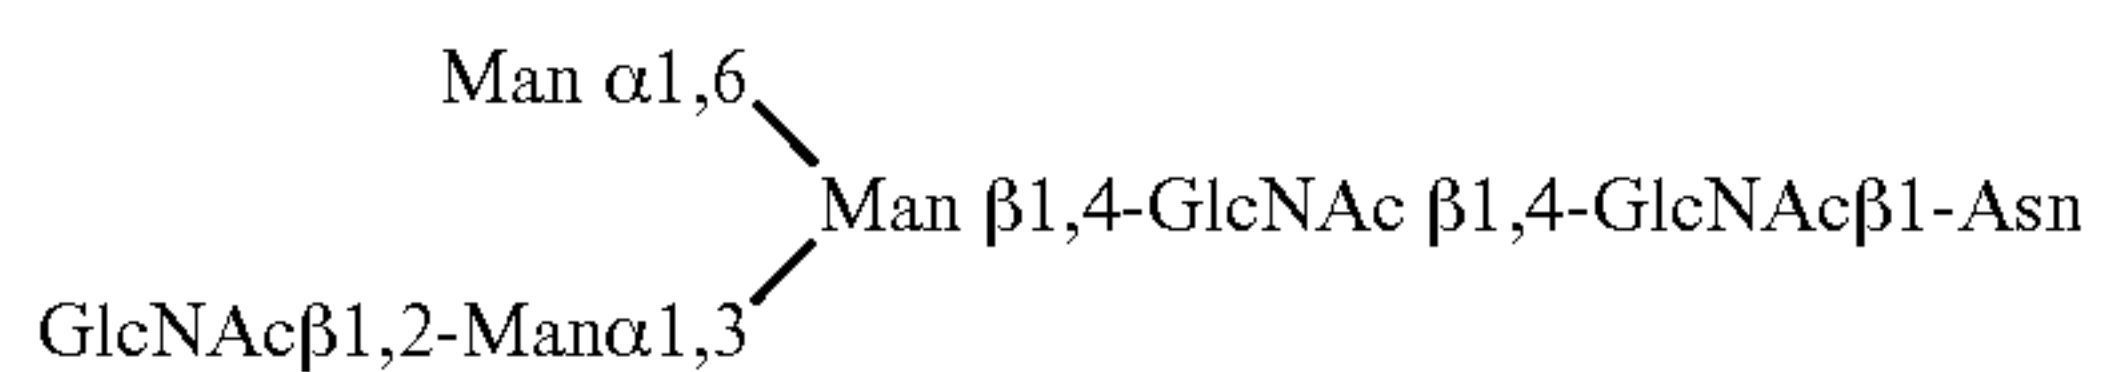 Man α1,6
Man β1,4-GlcNAc β1,4-GlcNAcβ1-Asn
GlcNAcβ1,2-Manα1,3